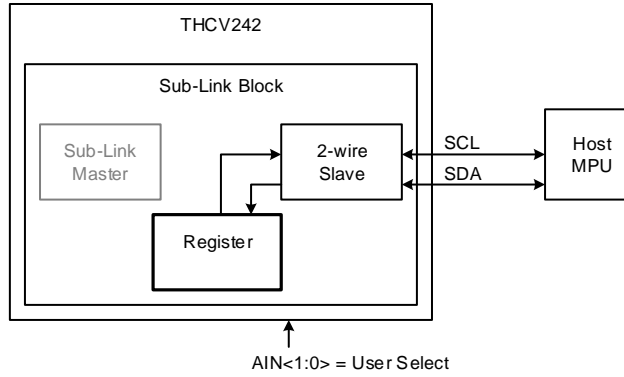 THCV242
Sub-Link Block
Sub-Link
Master
2-wire
Slave
SCL
SDA
Host
MPU
Register
AIN<1:0> = User Select